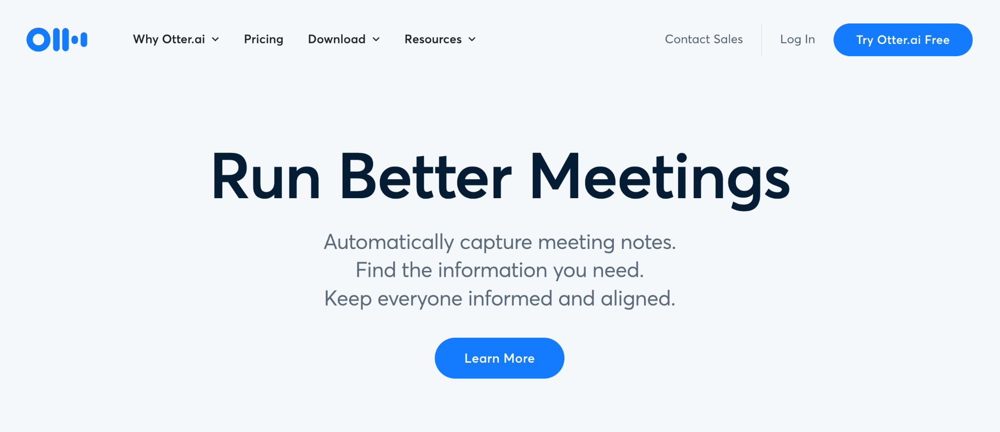 Why Otter.ai Pricing Download Resources Contact Sales Log In Try Otter.ai Free
Run Better Meetings
Automatically capture meeting notes.
Find the information you need.
Keep everyone informed and aligned.
Learn More